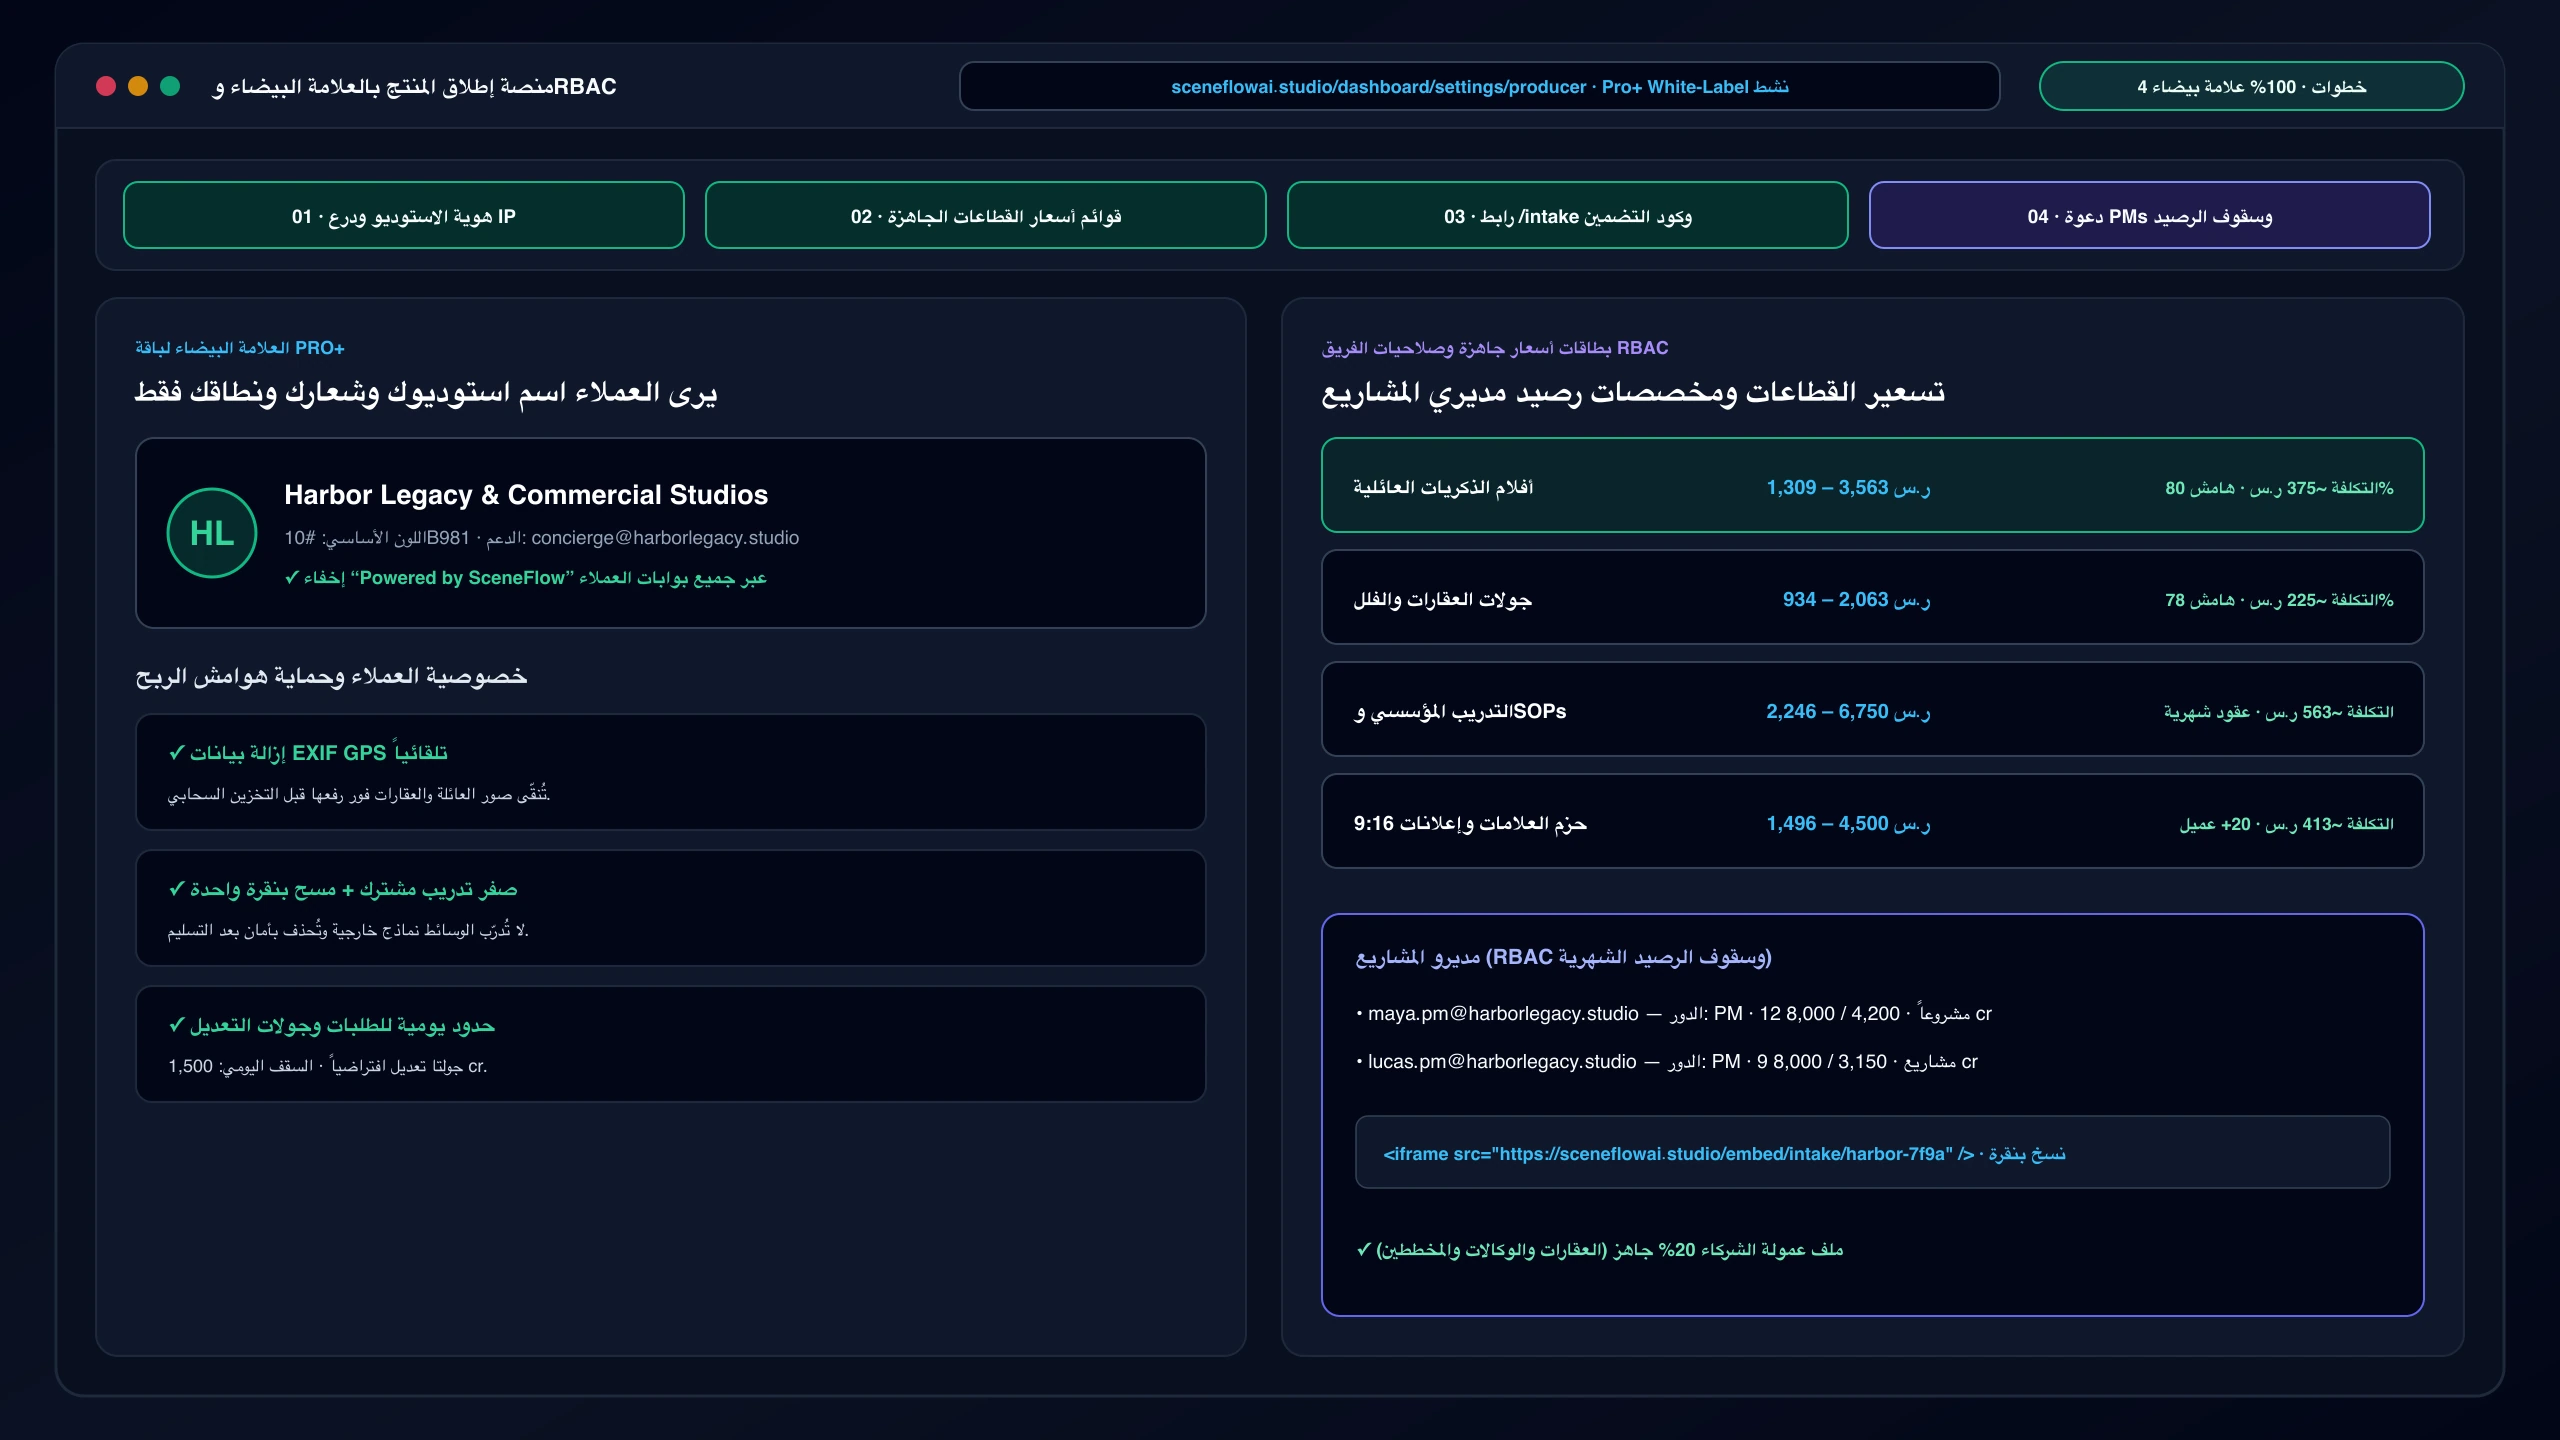 منصة إطلاق المنتج بالعلامة البيضاء وRBAC
sceneflowai.studio/dashboard/settings/producer · Pro+ White-Label نشط
4 خطوات · 100% علامة بيضاء
01 · هوية الاستوديو ودرع IP
02 · قوائم أسعار القطاعات الجاهزة
03 · رابط /intake وكود التضمين
04 · دعوة PMs وسقوف الرصيد
العلامة البيضاء لباقة PRO+
يرى العملاء اسم استوديوك وشعارك ونطاقك فقط
HL
Harbor Legacy & Commercial Studios
اللون الأساسي: #10B981 · الدعم: concierge@harborlegacy.studio
✓ إخفاء “Powered by SceneFlow” عبر جميع بوابات العملاء
خصوصية العملاء وحماية هوامش الربح
✓ إزالة بيانات EXIF GPS تلقائياً
تُنقّى صور العائلة والعقارات فور رفعها قبل التخزين السحابي.
✓ صفر تدريب مشترك + مسح بنقرة واحدة
لا تُدرّب الوسائط نماذج خارجية وتُحذف بأمان بعد التسليم.
✓ حدود يومية للطلبات وجولات التعديل
جولتا تعديل افتراضياً · السقف اليومي: 1,500 cr.
بطاقات أسعار جاهزة وصلاحيات الفريق RBAC
تسعير القطاعات ومخصصات رصيد مديري المشاريع
أفلام الذكريات العائلية
1,309 – 3,563 ر.س
التكلفة ~375 ر.س · هامش 80%
جولات العقارات والفلل
934 – 2,063 ر.س
التكلفة ~225 ر.س · هامش 78%
التدريب المؤسسي وSOPs
2,246 – 6,750 ر.س
التكلفة ~563 ر.س · عقود شهرية
حزم العلامات وإعلانات 9:16
1,496 – 4,500 ر.س
التكلفة ~413 ر.س · 20+ عميل
مديرو المشاريع (RBAC وسقوف الرصيد الشهرية)
• maya.pm@harborlegacy.studio — الدور: PM · 12 مشروعاً · 4,200 / 8,000 cr
• lucas.pm@harborlegacy.studio — الدور: PM · 9 مشاريع · 3,150 / 8,000 cr
<iframe src="https://sceneflowai.studio/embed/intake/harbor-7f9a" /> · نسخ بنقرة
✓ ملف عمولة الشركاء 20% جاهز (العقارات والوكالات والمخططين)